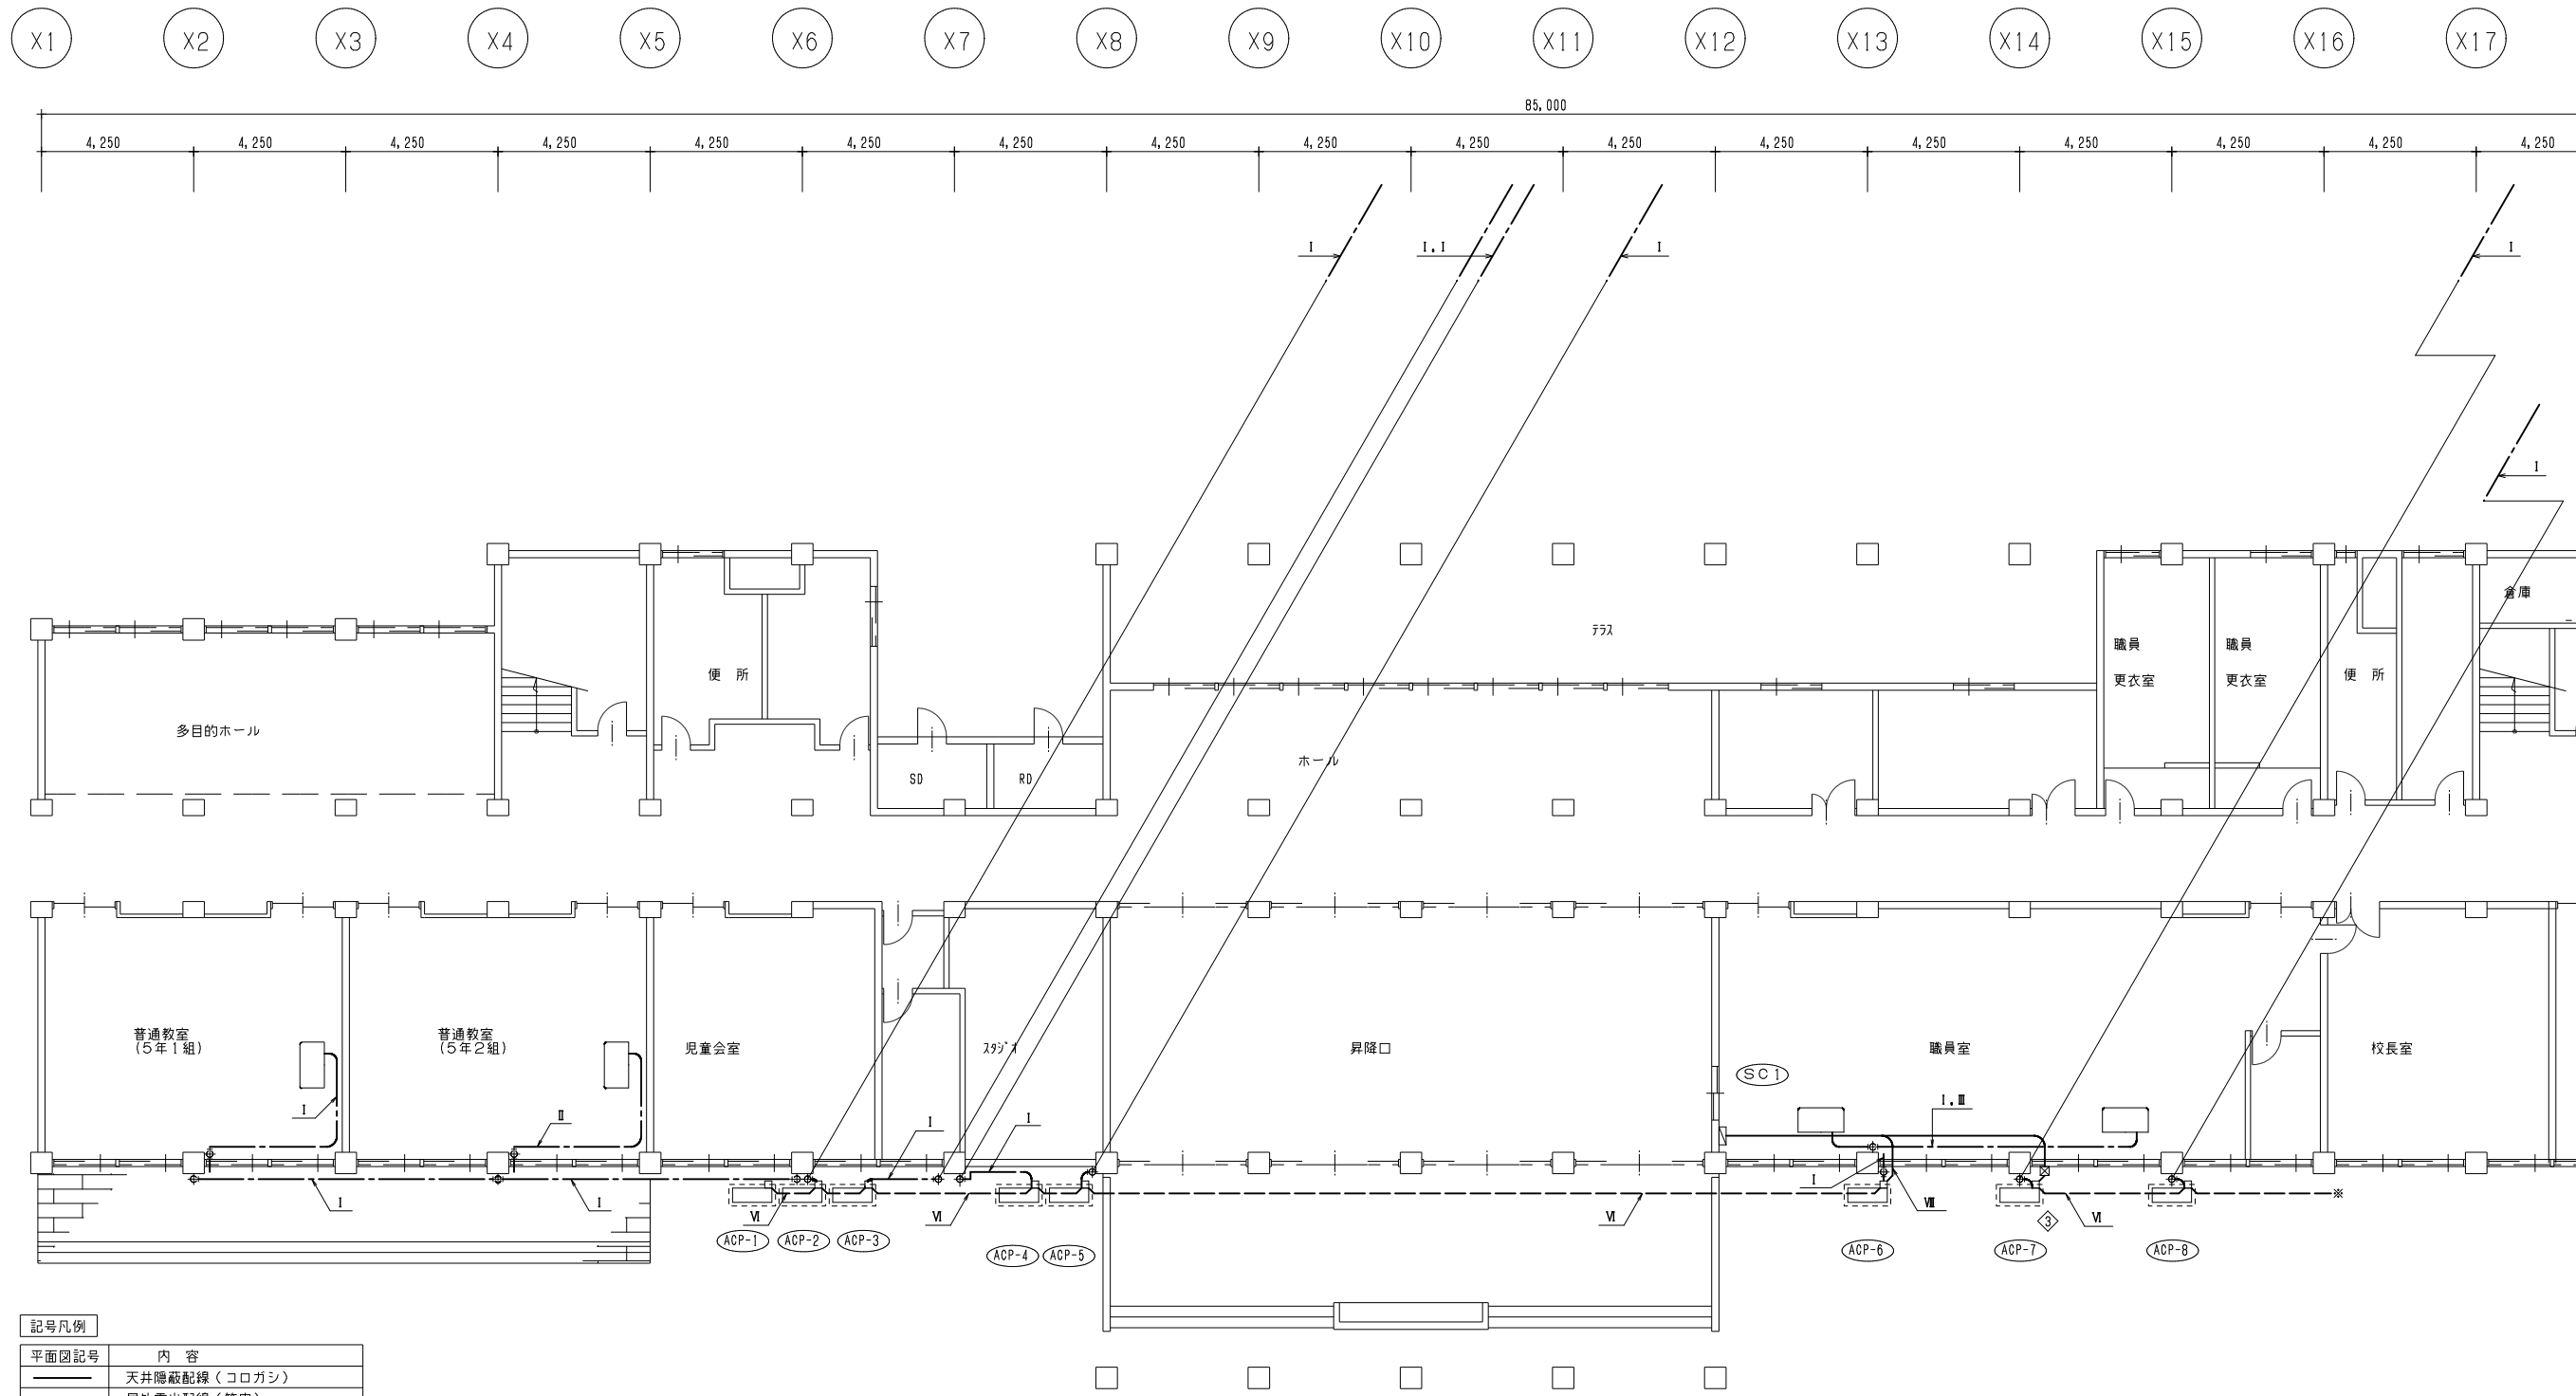 X1 X2 X3 X4 X5 X6 X7 X8 X9 X10 X11 X12 X13 X14 X15 X16 X17
85,000
4,250 4,250 4,250 4,250 4,250 4,250 4,250 4,250 4,250 4,250 4,250 4,250 4,250 4,250 4,250 4,250 4,250
I I,I I I
I
倉庫
テラス
職員 職員
更衣室 更衣室
便 所 便 所
多目的ホール
ホール
SD RD
普通教室 普通教室
(5年1組) (5年2組) 児童会室 スタジオ 昇降口 職員室 校長室
SC1
I II I I I,III
I I VI VI VI I VIII VI ※
3
ACP-1 ACP-2 ACP-3 ACP-4 ACP-5 ACP-6 ACP-7 ACP-8
記号凡例
平面図記号 内 容
天井隠蔽配線(コロガシ)